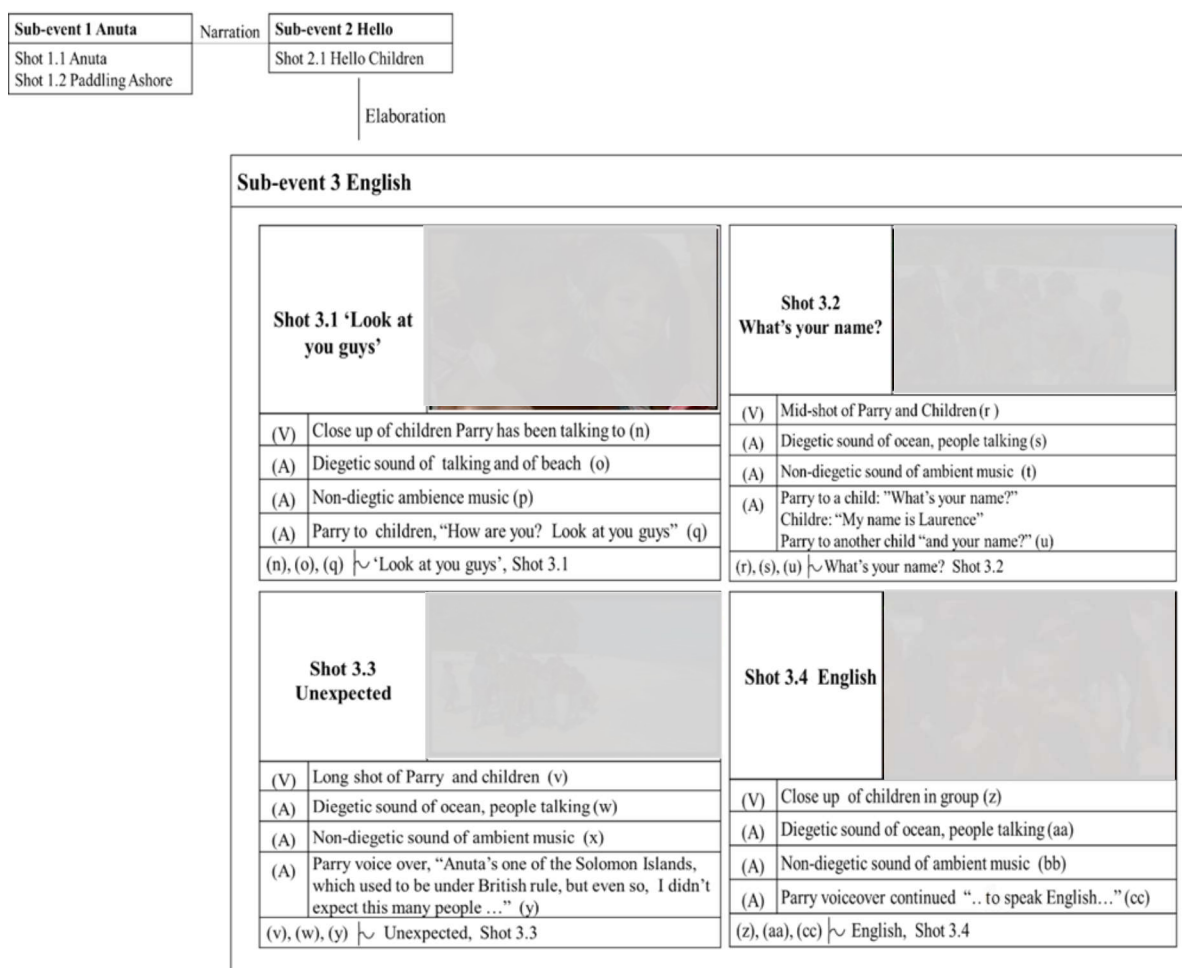 Sub-event 1 Anuta
Shot 1.1 Anuta
Shot 1.2 Paddling Ashore
Narration
Sub-event 2 Hello
Shot 2.1 Hello Children
Elaboration
Sub-event 3 English
Shot 3.1 ‘Look at
you guys’
(V) Close up of children Parry has been talking to (n)
(A) Diegetic sound of talking and of beach (o)
(A) Non-diegtic ambience music (p)
(A) Parry to children, “How are you? Look at you guys” (q)
(n), (o), (q) |~ ‘Look at you guys’, Shot 3.1
Shot 3.2
What’s your name?
(V) Mid-shot of Parry and Children (r )
(A) Diegetic sound of ocean, people talking (s)
(A) Non-diegetic sound of ambient music (t)
(A) Parry to a child: ”What’s your name?”
Childre: “My name is Laurence”
Parry to another child “and your name?” (u)
(r), (s), (u) |~ What’s your name? Shot 3.2
Shot 3.3
Unexpected
(V) Long shot of Parry and children (v)
(A) Diegetic sound of ocean, people talking (w)
(A) Non-diegetic sound of ambient music (x)
(A) Parry voice over, “Anuta’s one of the Solomon Islands,
which used to be under British rule, but even so, I didn’t
expect this many people …” (y)
(v), (w), (y) |~ Unexpected, Shot 3.3
Shot 3.4 English
(V) Close up of children in group (z)
(A) Diegetic sound of ocean, people talking (aa)
(A) Non-diegetic sound of ambient music (bb)
(A) Parry voiceover continued “.. to speak English…” (cc)
(z), (aa), (cc) |~ English, Shot 3.4